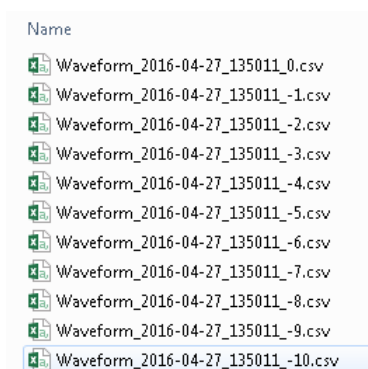 Name
Waveform_2016-04-27_135011_0.csv
Waveform_2016-04-27_135011_-1.csv
Waveform_2016-04-27_135011_-2.csv
Waveform_2016-04-27_135011_-3.csv
Waveform_2016-04-27_135011_-4.csv
Waveform_2016-04-27_135011_-5.csv
Waveform_2016-04-27_135011_-6.csv
Waveform_2016-04-27_135011_-7.csv
Waveform_2016-04-27_135011_-8.csv
Waveform_2016-04-27_135011_-9.csv
Waveform_2016-04-27_135011_-10.csv